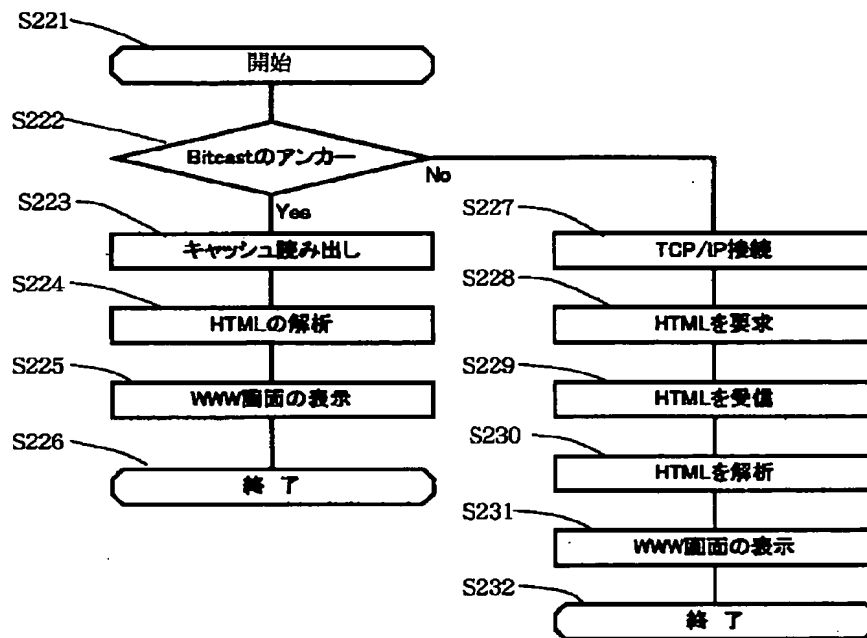 S221
開始
S222
Bitcastのアンカー
No
Yes
S223
キャッシュ読み出し
S224
HTMLの解析
S225
WWW画面の表示
S226
終 了
S227
TCP/IP接続
S228
HTMLを要求
S229
HTMLを受信
S230
HTMLを解析
S231
WWW画面の表示
S232
終 了